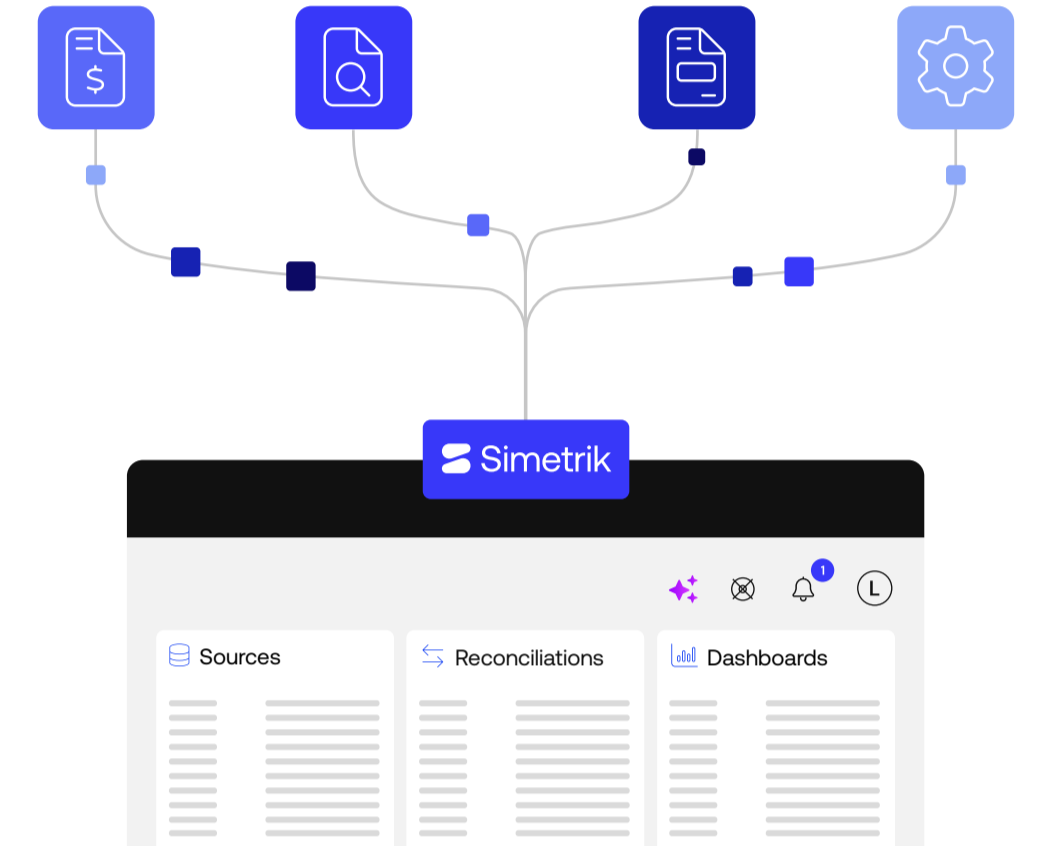 $
Simetrik
1
L
Sources
Reconciliations
Dashboards